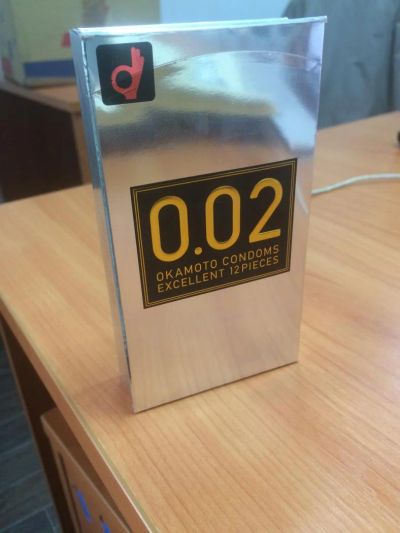 0.02
OKAMOTO CONDOMS
EXCELLENT 12PIECES